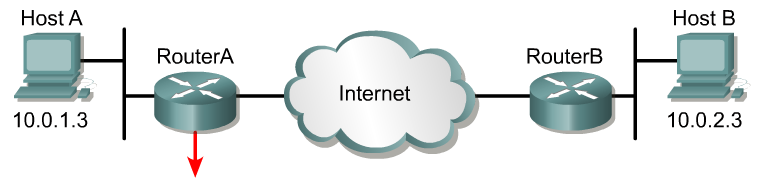 Host A
Host B
RouterA
RouterB
Internet
10.0.1.3
10.0.2.3